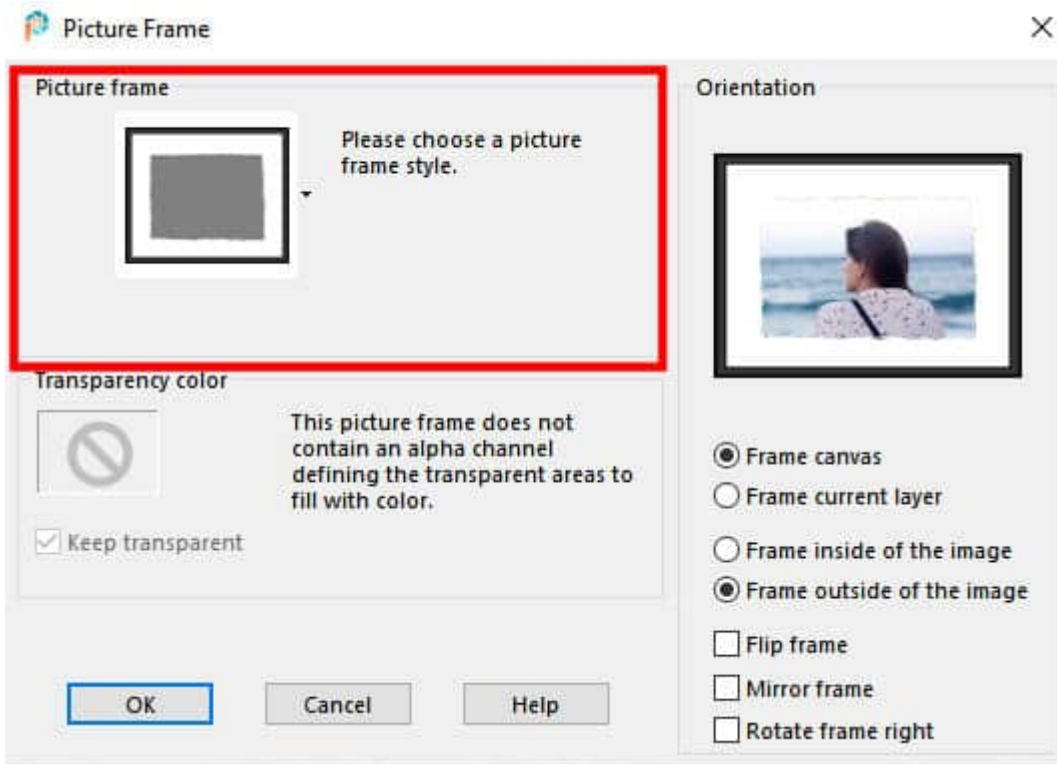 Picture Frame
Picture frame
Please choose a picture
frame style.
Transparency color
This picture frame does not
contain an alpha channel
defining the transparent areas to
fill with color.
Keep transparent
OK
Cancel
Help
Orientation
Frame canvas
Frame current layer
Frame inside of the image
Frame outside of the image
Flip frame
Mirror frame
Rotate frame right